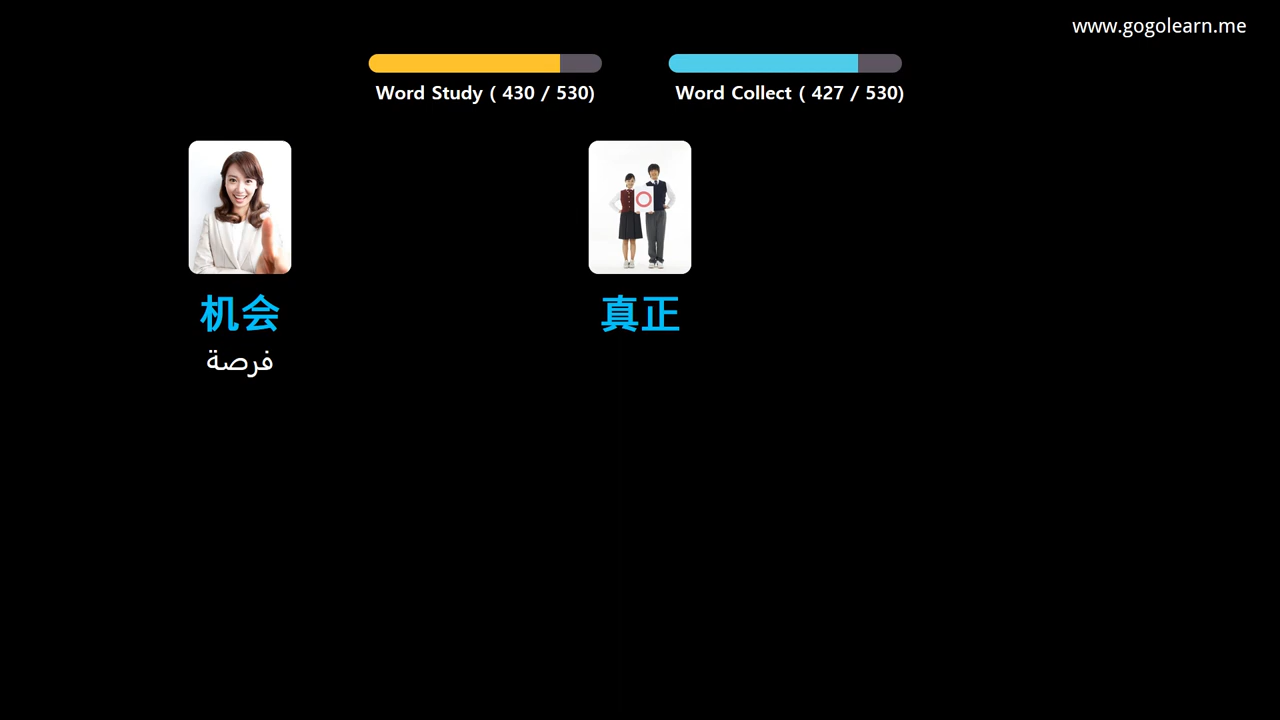 www.gogolearn.me
Word Study ( 430 / 530)
Word Collect ( 427 / 530)
机会
真正
فرصة